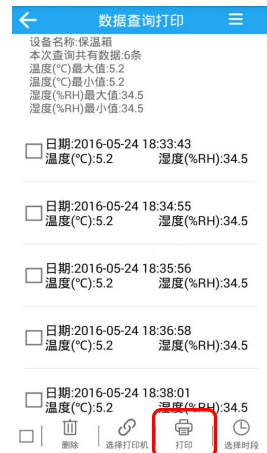 数据查询打印
设备名称:保温箱
本次查询共有数据:6条
温度(℃)最大值:5.2
温度(℃)最小值:5.2
湿度(%RH)最大值:34.5
湿度(%RH)最小值:34.5
日期:2016-05-24 18:33:43
温度(℃):5.2 湿度(%RH):34.5
日期:2016-05-24 18:34:55
温度(℃):5.2 湿度(%RH):34.5
日期:2016-05-24 18:35:56
温度(℃):5.2 湿度(%RH):34.5
日期:2016-05-24 18:36:58
温度(℃):5.2 湿度(%RH):34.5
日期:2016-05-24 18:38:01
温度(℃):5.2 湿度(%RH):34.5
删除 选择打印机 打印 选择时段